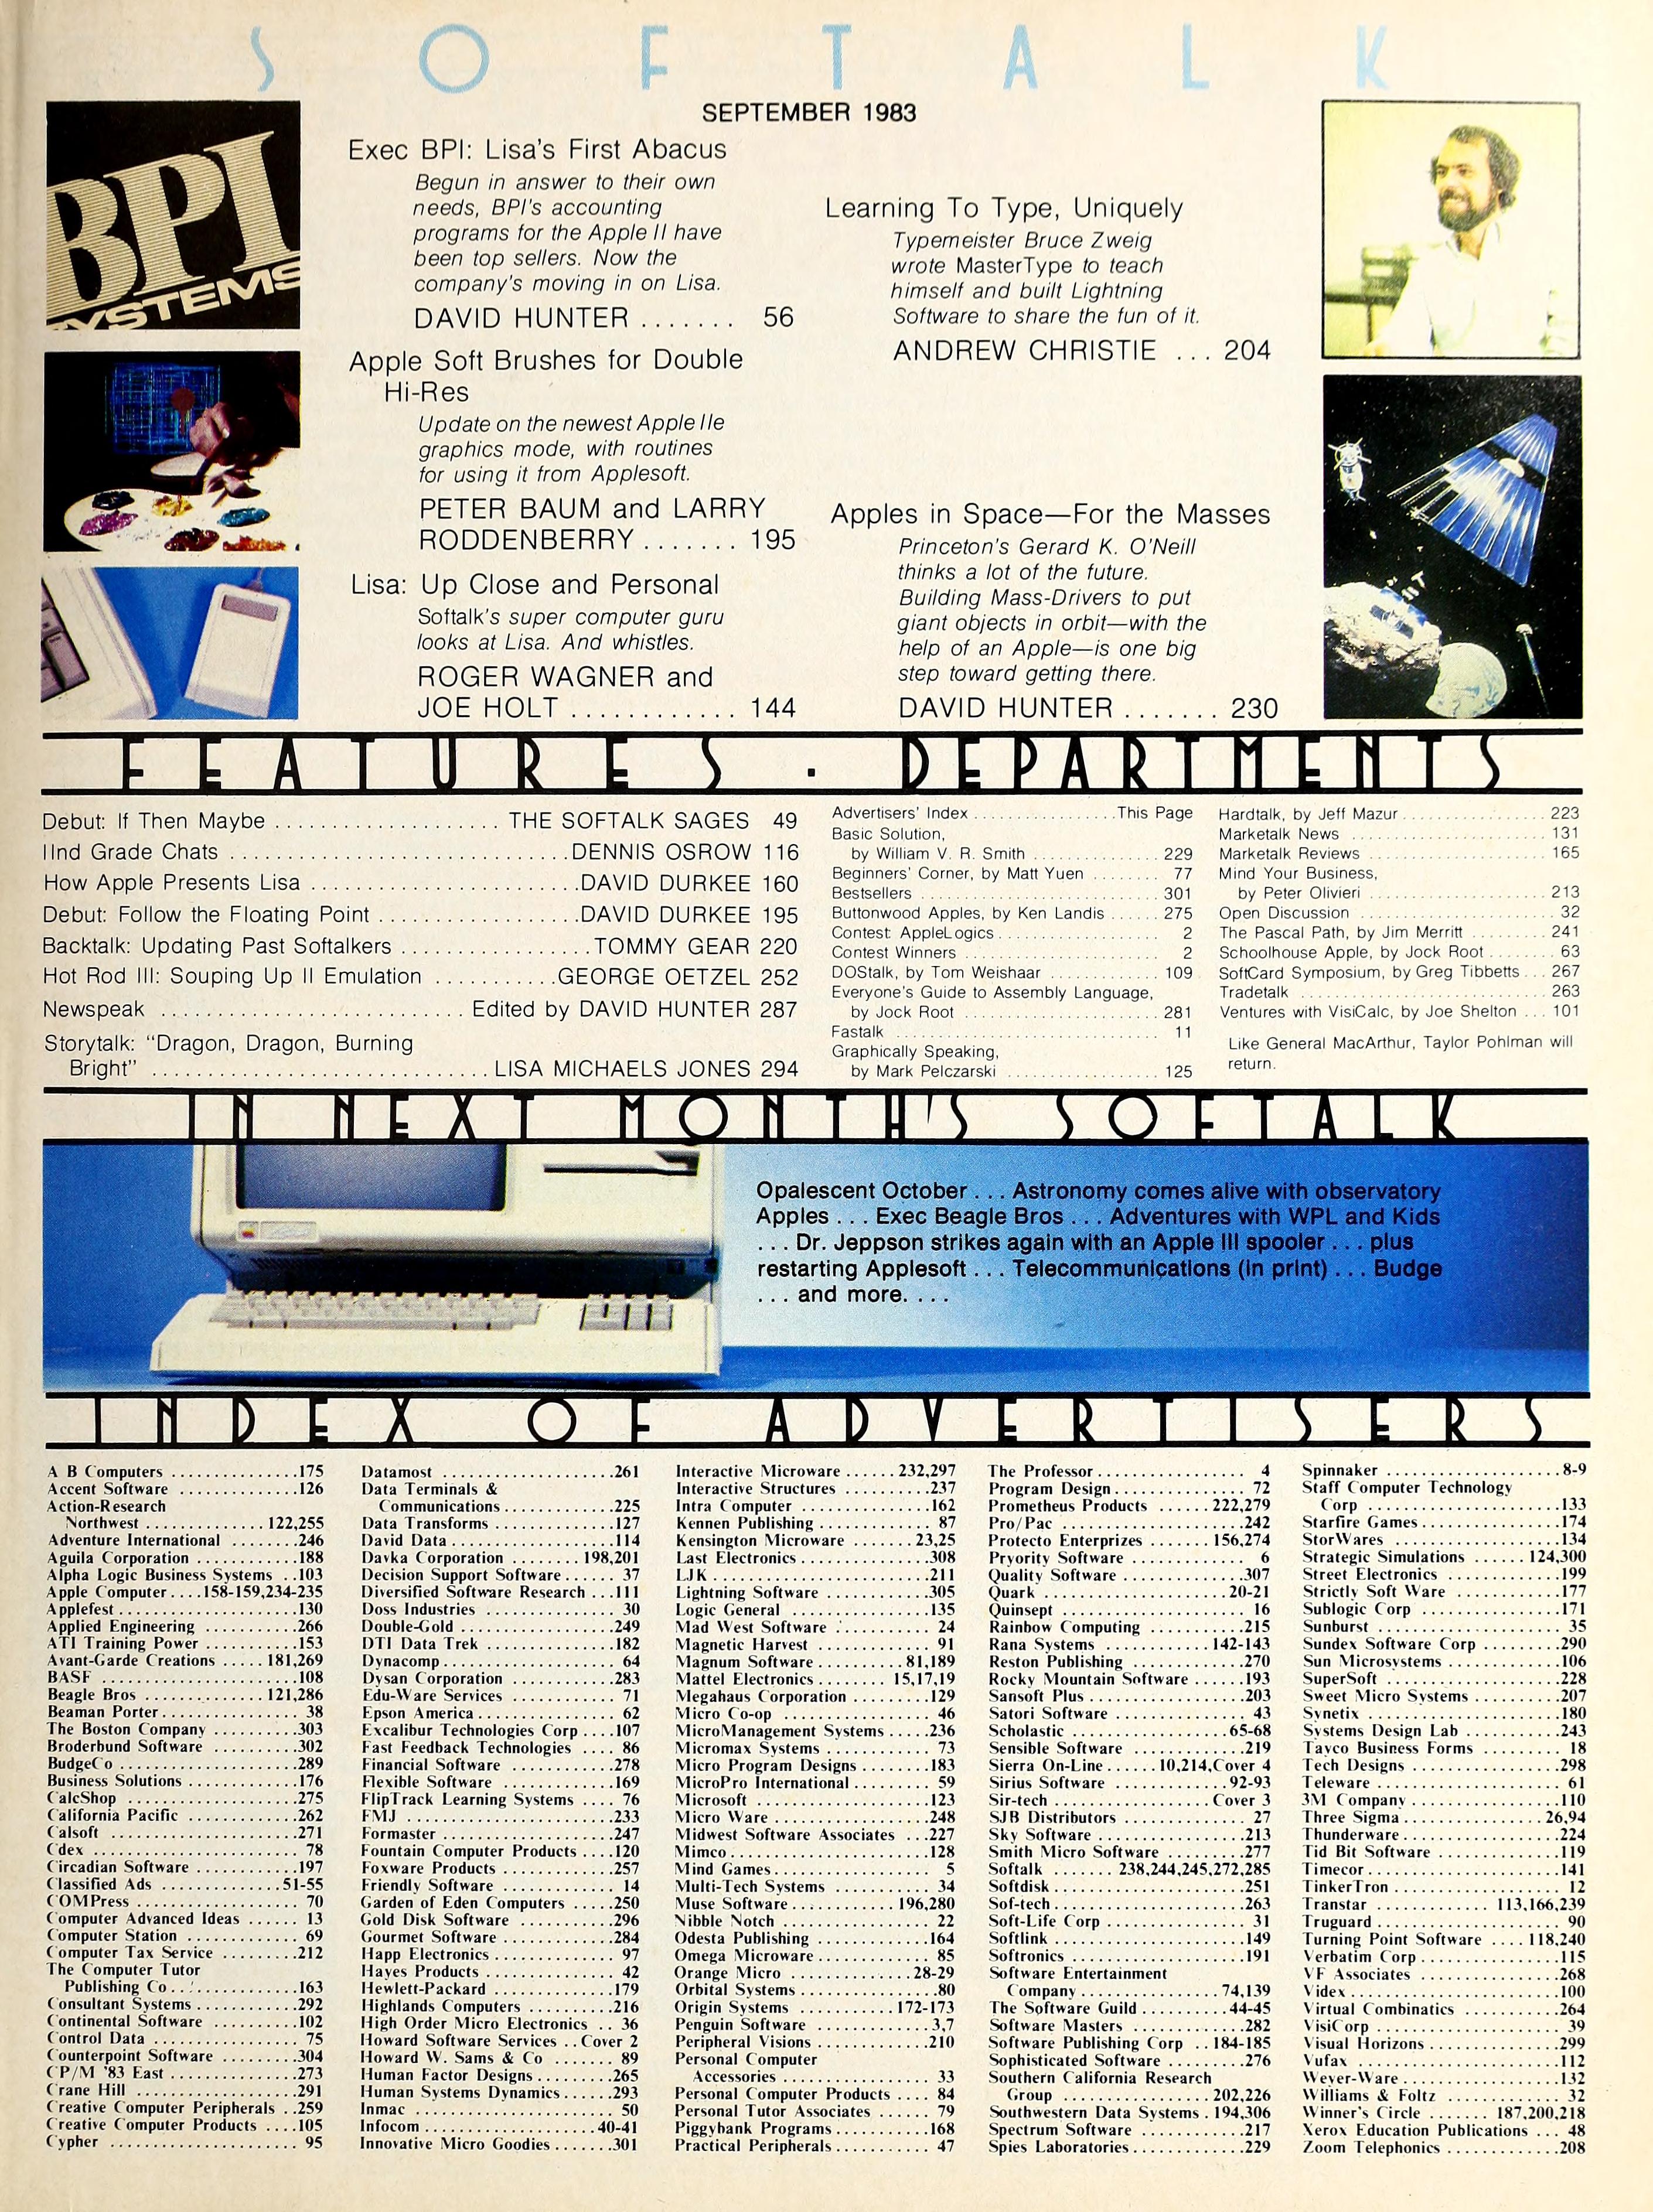 SOFTALK
SEPTEMBER 1983
BPI
SYSTEMS
Exec BPI: Lisa's First Abacus
Begun in answer to their own
needs, BPI's accounting
programs for the Apple II have
been top sellers. Now the
company's moving in on Lisa.
DAVID HUNTER ....... 56
Apple Soft Brushes for Double
Hi-Res
Update on the newest Apple IIe
graphics mode, with routines
for using it from Applesoft.
PETER BAUM and LARRY
RODDENBERRY ....... 195
Lisa: Up Close and Personal
Softalk's super computer guru
looks at Lisa. And whistles.
ROGER WAGNER and
JOE HOLT ............ 144
Learning To Type, Uniquely
Typemeister Bruce Zweig
wrote MasterType to teach
himself and built Lightning
Software to share the fun of it.
ANDREW CHRISTIE ... 204
Apples in Space—For the Masses
Princeton's Gerard K. O'Neill
thinks a lot of the future.
Building Mass-Drivers to put
giant objects in orbit—with the
help of an Apple—is one big
step toward getting there.
DAVID HUNTER ....... 230
FEATURES · DEPARTMENTS
Debut: If Then Maybe ..................... THE SOFTALK SAGES 49
IInd Grade Chats ................................ DENNIS OSROW 116
How Apple Presents Lisa ......................... DAVID DURKEE 160
Debut: Follow the Floating Point ................... DAVID DURKEE 195
Backtalk: Updating Past Softalkers .................. TOMMY GEAR 220
Hot Rod III: Souping Up II Emulation ........... GEORGE OETZEL 252
Newspeak ............................ Edited by DAVID HUNTER 287
Storytalk: "Dragon, Dragon, Burning
Bright" ................................ LISA MICHAELS JONES 294
Advertisers' Index .................This Page
Basic Solution,
by William V. R. Smith ............... 229
Beginners' Corner, by Matt Yuen ........ 77
Bestsellers ............................ 301
Buttonwood Apples, by Ken Landis ...... 275
Contest: AppleLogics.................... 2
Contest Winners ........................ 2
DOStalk, by Tom Weishaar ............. 109
Everyone's Guide to Assembly Language,
by Jock Root ........................ 281
Fastalk ................................ 11
Graphically Speaking,
by Mark Pelczarski .................. 125
Hardtalk, by Jeff Mazur.................. 223
Marketalk News ........................ 131
Marketalk Reviews ..................... 165
Mind Your Business,
by Peter Olivieri ...................... 213
Open Discussion ........................ 32
The Pascal Path, by Jim Merritt ......... 241
Schoolhouse Apple, by Jock Root........ 63
SoftCard Symposium, by Greg Tibbetts ... 267
Tradetalk .............................. 263
Ventures with VisiCalc, by Joe Shelton ... 101
Like General MacArthur, Taylor Pohlman will
return.
IN NEXT MONTH'S SOFTALK
Opalescent October . . . Astronomy comes alive with observatory
Apples . . . Exec Beagle Bros . . . Adventures with WPL and Kids
. . . Dr. Jeppson strikes again with an Apple III spooler . . . plus
restarting Applesoft . . . Telecommunications (in print) . . . Budge
. . . and more. . . .
INDEX OF ADVERTISERS
A B Computers ...............175
Accent Software ..............126
Action-Research
Northwest .............. 122,255
Adventure International ........246
Aguila Corporation ............188
Alpha Logic Business Systems ..103
Apple Computer....158-159,234-235
Applefest.....................130
Applied Engineering ...........266
ATI Training Power ...........153
Avant-Garde Creations ..... 181,269
BASF .......................108
Beagle Bros .............. 121,286
Beaman Porter................ 38
The Boston Company ..........303
Broderbund Software ..........302
BudgeCo .....................289
Business Solutions .............176
CalcShop .....................275
California Pacific ..............262
Calsoft ......................271
Cdex ........................ 78
Circadian Software ............197
Classified Ads ..............51-55
COMPress ................... 70
Computer Advanced Ideas ...... 13
Computer Station ............. 69
Computer Tax Service .........212
The Computer Tutor
Publishing Co...............163
Consultant Systems............292
Continental Software ..........102
Control Data ................. 75
Counterpoint Software .........304
CP/M '83 East................273
Crane Hill ...................291
Creative Computer Peripherals ..259
Creative Computer Products ....105
Cypher ...................... 95
Datamost ....................261
Data Terminals &
Communications.............225
Data Transforms ..............127
David Data...................114
Davka Corporation ........ 198,201
Decision Support Software...... 37
Diversified Software Research ...111
Doss Industries ............... 30
Double-Gold .................249
DTI Data Trek ...............182
Dynacomp................... 64
Dysan Corporation ............283
Edu-Ware Services ............ 71
Epson America................ 62
Excalibur Technologies Corp ....107
Fast Feedback Technologies .... 86
Financial Software .............278
Flexible Software ..............169
FlipTrack Learning Systems .... 76
FMJ ........................233
Formaster ....................247
Fountain Computer Products ....120
Foxware Products .............257
Friendly Software ............. 14
Garden of Eden Computers .....250
Gold Disk Software ...........296
Gourmet Software .............284
Happ Electronics.............. 97
Hayes Products ............... 42
Hewlett-Packard ..............179
Highlands Computers ..........216
High Order Micro Electronics .. 36
Howard Software Services ..Cover 2
Howard W. Sams & Co ....... 89
Human Factor Designs.........265
Human Systems Dynamics......293
Inmac ...................... 50
Infocom....................40-41
Innovative Micro Goodies.......301
Interactive Microware ...... 232,297
Interactive Structures ..........237
Intra Computer ...............162
Kennen Publishing............. 87
Kensington Microware ........ 23,25
Last Electronics...............308
LJK.........................211
Lightning Software ............305
Logic General ................135
Mad West Software ........... 24
Magnetic Harvest ............. 91
Magnum Software..........81,189
Mattel Electronics........ 15,17,19
Megahaus Corporation .........129
Micro Co-op ................. 46
MicroManagement Systems .....236
Micromax Systems ............ 73
Micro Program Designs ........183
MicroPro International......... 59
Microsoft ....................123
Micro Ware ..................248
Midwest Software Associates ...227
Mimco.......................128
Mind Games................. 5
Multi-Tech Systems ........... 34
Muse Software............ 196,280
Nibble Notch ................. 22
Odesta Publishing .............164
Omega Microware............. 85
Orange Micro ..............28-29
Orbital Systems................80
Origin Systems ............172-173
Penguin Software ..............3,7
Peripheral Visions .............210
Personal Computer
Accessories ................. 33
Personal Computer Products .... 84
Personal Tutor Associates ...... 79
Piggybank Programs...........168
Practical Peripherals........... 47
The Professor................. 4
Program Design............... 72
Prometheus Products ...... 222,279
Pro/Pac .....................242
Protecto Enterprizes ....... 156,274
Pryority Software ............. 6
Quality Software ..............307
Quark .....................20-21
Quinsept .................... 16
Rainbow Computing ...........215
Rana Systems .............142-143
Reston Publishing .............270
Rocky Mountain Software ......193
Sansoft Plus ..................203
Satori Software ............... 43
Scholastic ..................65-68
Sensible Software .............219
Sierra On-Line......10,214,Cover 4
Sirius Software .............92-93
Sir-tech ................... Cover 3
SJB Distributors .............. 27
Sky Software.................213
Smith Micro Software .........277
Softalk ....... 238,244,245,272,285
Softdisk .....................251
Sof-tech .....................263
Soft-Life Corp ................ 31
Softlink .....................149
Softronics ...................191
Software Entertainment
Company.................74,139
The Software Guild ..........44-45
Software Masters .............282
Software Publishing Corp ..184-185
Sophisticated Software .........276
Southern California Research
Group ................. 202,226
Southwestern Data Systems . 194,306
Spectrum Software ............217
Spies Laboratories.............229
Spinnaker ....................8-9
Staff Computer Technology
Corp ......................133
Starfire Games................174
StorWares ...................134
Strategic Simulations ...... 124,300
Street Electronics .............199
Strictly Soft Ware ............177
Sublogic Corp ................171
Sunburst ..................... 35
Sundex Software Corp .........290
Sun Microsystems .............106
SuperSoft ....................228
Sweet Micro Systems ..........207
Synetix ......................180
Systems Design Lab ...........243
Tayco Business Forms ......... 18
Tech Designs .................298
Teleware..................... 61
3M Company.................110
Three Sigma.................26,94
Thunderware..................224
Tid Bit Software ..............119
Timecor......................141
TinkerTron................... 12
Transtar ............. 113,166,239
Truguard..................... 90
Turning Point Software .... 118,240
Verbatim Corp................115
VF Associates ................268
Videx........................100
Virtual Combinatics ...........264
VisiCorp ..................... 39
Visual Horizons...............299
Vufax .......................112
Weyer-Ware..................132
Williams & Foltz ............. 32
Winner's Circle ....... 187,200,218
Xerox Education Publications ... 48
Zoom Telephonics .............208